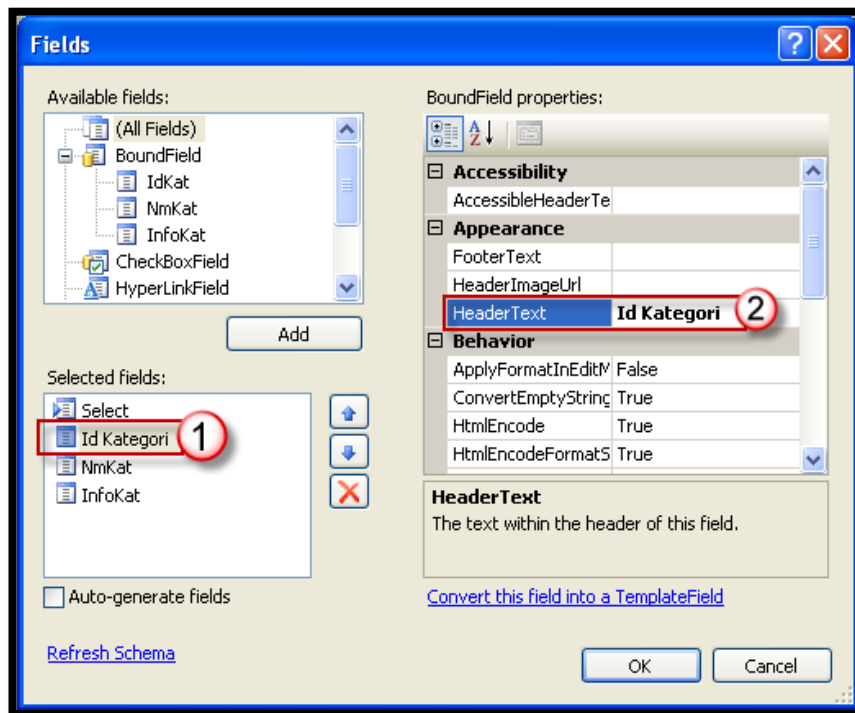 Fields
Available fields:
(All Fields)
BoundField
IdKat
NmKat
InfoKat
CheckBoxField
HyperLinkField
Add
Selected fields:
Select
Id Kategori 1
NmKat
InfoKat
Auto-generate fields
Refresh Schema
BoundField properties:
Accessibility
AccessibleHeaderTe
Appearance
FooterText
HeaderImageUrl
HeaderText Id Kategori 2
Behavior
ApplyFormatInEditM False
ConvertEmptyString True
HtmlEncode True
HtmlEncodeFormatS True
HeaderText
The text within the header of this field.
Convert this field into a TemplateField
OK Cancel